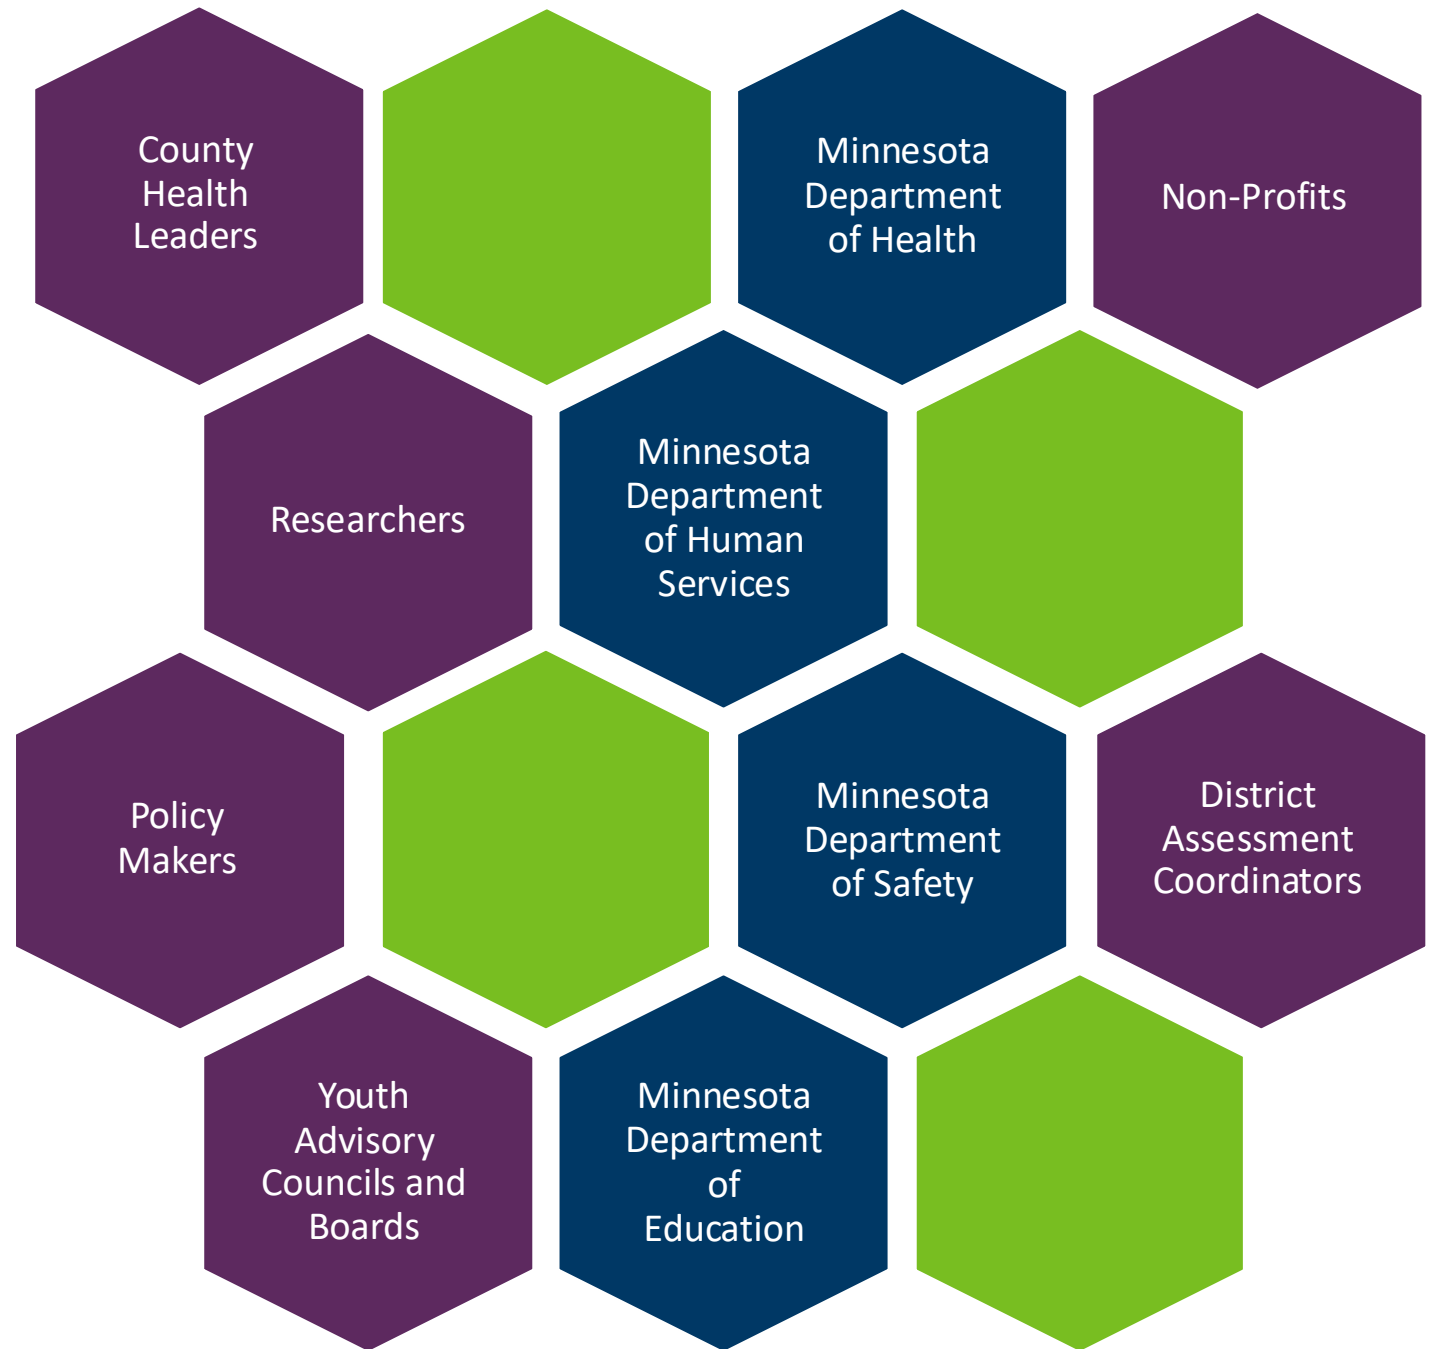 County
Health
Leaders
Minnesota
Department
of Health
Non-Profits
Researchers
Minnesota
Department
of Human
Services
Policy
Makers
Minnesota
Department
of Safety
District
Assessment
Coordinators
Youth
Advisory
Councils and
Boards
Minnesota
Department
of
Education